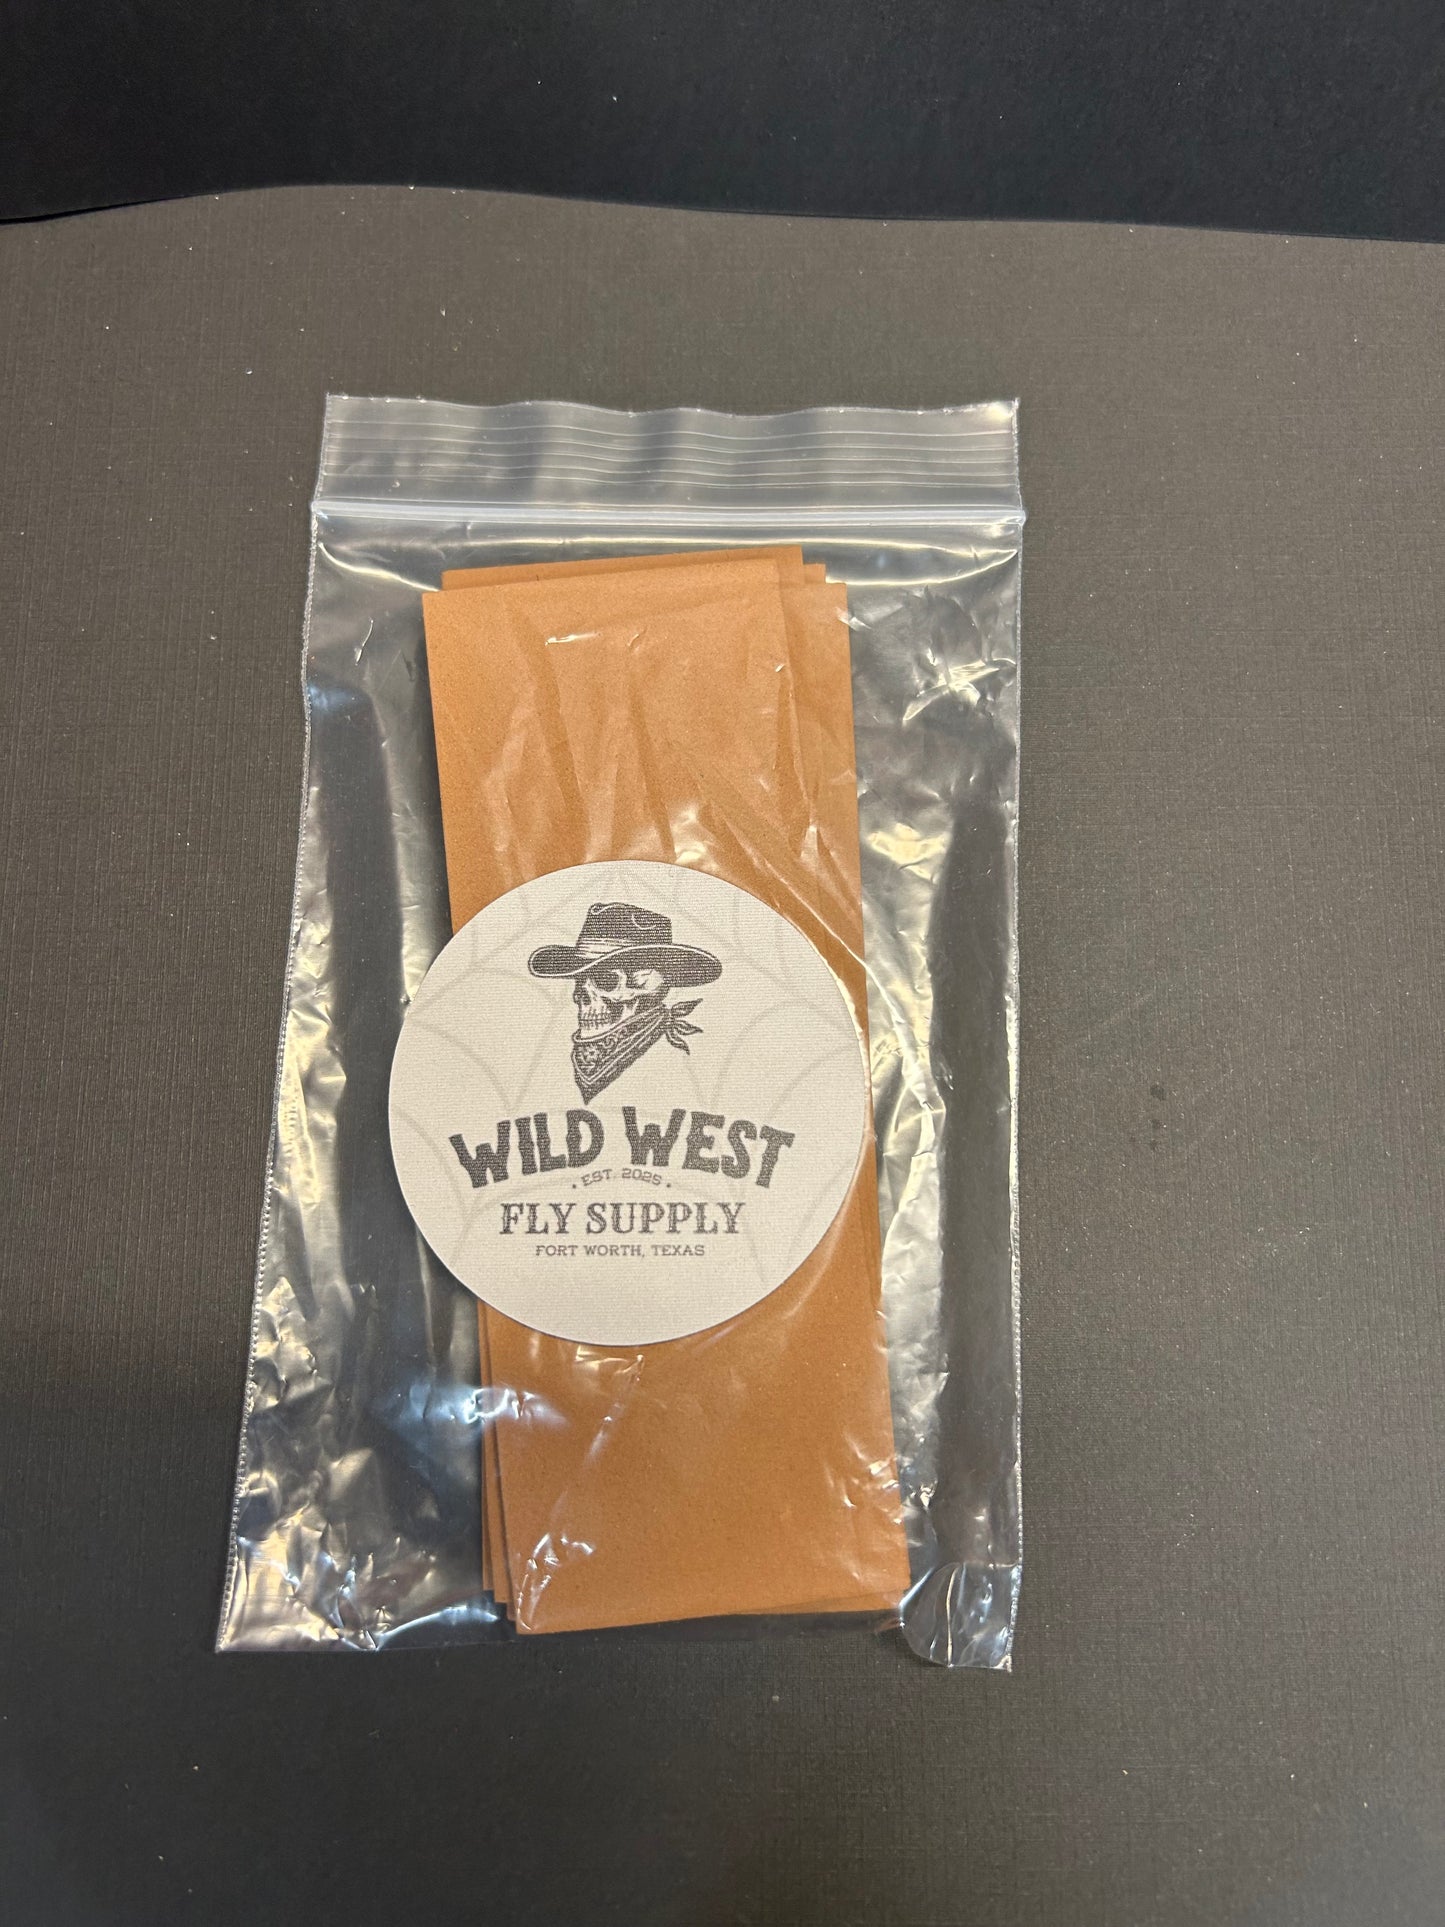 WILD WEST
· EST. 2025 ·
FLY SUPPLY
FORT WORTH, TEXAS